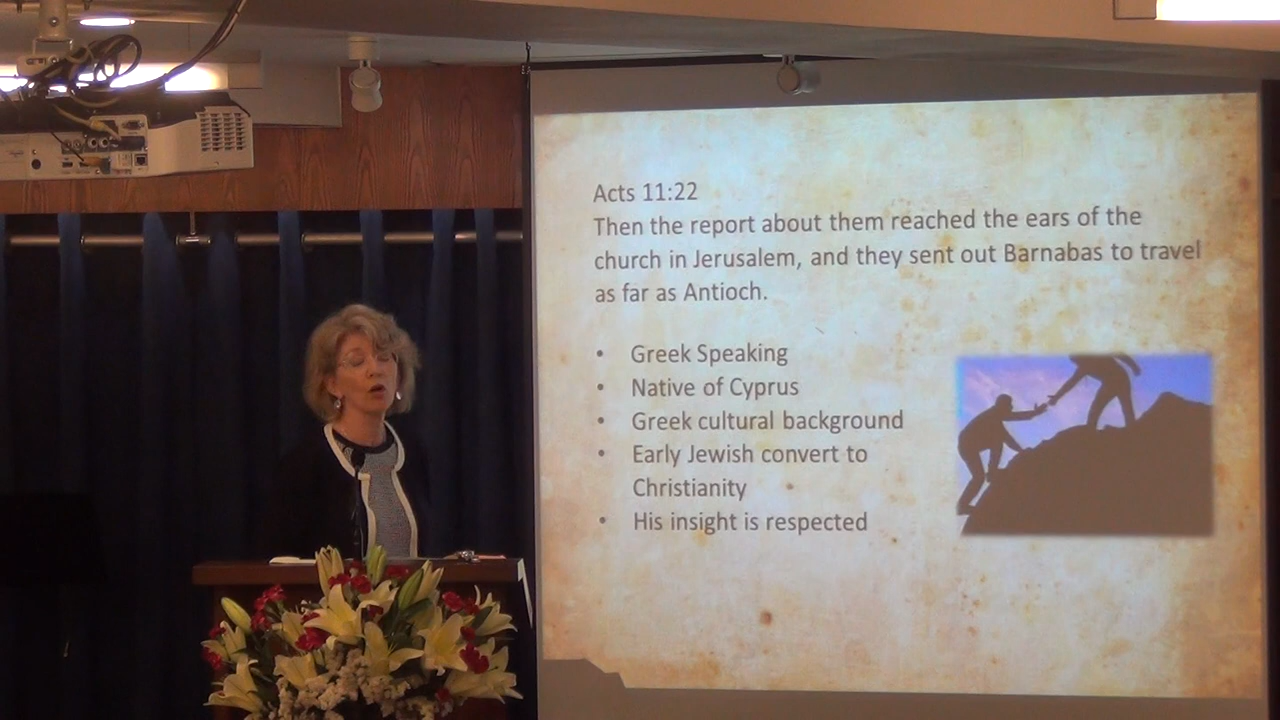 Acts 11:22
Then the report about them reached the ears of the
church in Jerusalem, and they sent out Barnabas to travel
as far as Antioch.
• Greek Speaking
• Native of Cyprus
• Greek cultural background
• Early Jewish convert to
Christianity
• His insight is respected